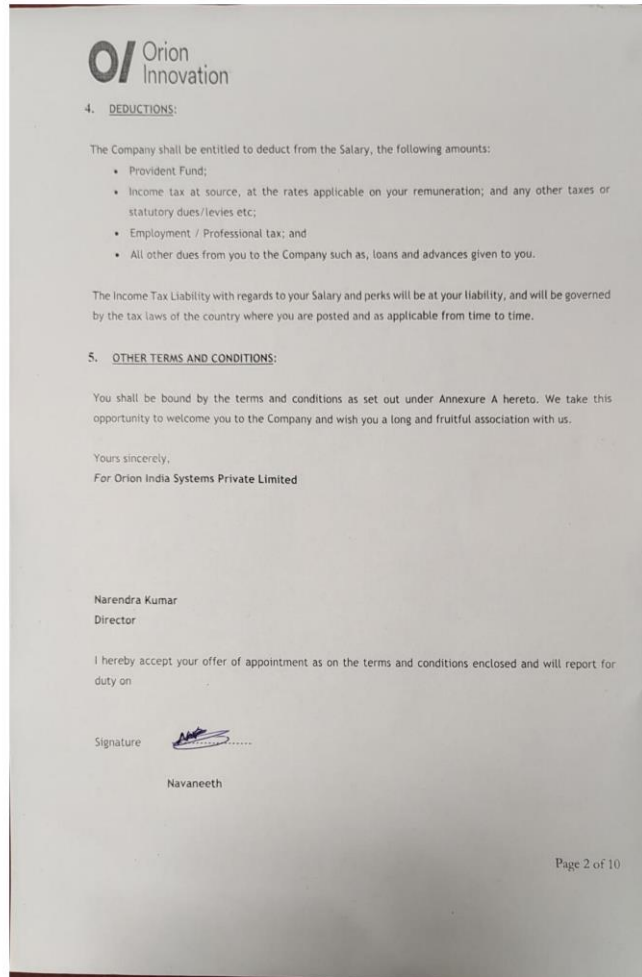 OI Orion
Innovation
4. DEDUCTIONS:
The Company shall be entitled to deduct from the Salary, the following amounts:
• Provident Fund;
• Income tax at source, at the rates applicable on your remuneration; and any other taxes or
statutory dues/levies etc;
• Employment / Professional tax; and
• All other dues from you to the Company such as, loans and advances given to you.
The Income Tax Liability with regards to your Salary and perks will be at your liability, and will be governed
by the tax laws of the country where you are posted and as applicable from time to time.
5. OTHER TERMS AND CONDITIONS:
You shall be bound by the terms and conditions as set out under Annexure A hereto. We take this
opportunity to welcome you to the Company and wish you a long and fruitful association with us.
Yours sincerely,
For Orion India Systems Private Limited
Narendra Kumar
Director
I hereby accept your offer of appointment as on the terms and conditions enclosed and will report for
duty on
Signature
Navaneeth
Page 2 of 10